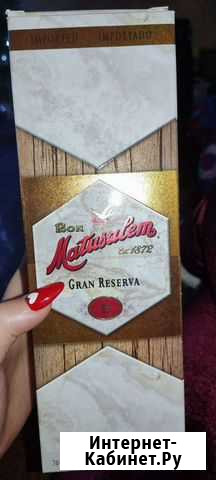 IMPORTED IMPORTADO
Ron
Matusalem
Est. 1872
GRAN RESERVA
Интернет-
Кабинет.Ру